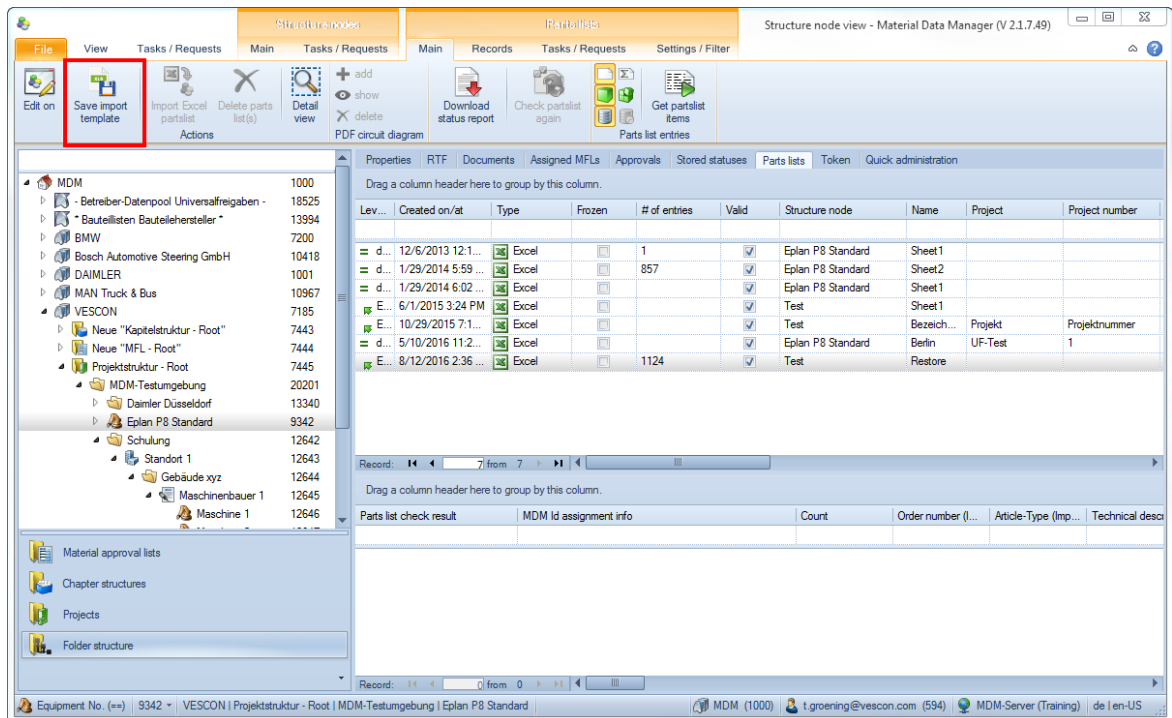 Structure nodes
Partslists
Structure node view - Material Data Manager (V 2.1.7.49)
File View Tasks / Requests Main Tasks / Requests Main Records Tasks / Requests Settings / Filter
Edit on
Save import template
Import Excel partslist
Delete parts list(s)
Actions
Detail view
add
show
delete
PDF circuit diagram
Download status report
Check partslist again
Get partslist items
Parts list entries
MDM 1000
- Betreiber-Datenpool Universalfreigaben - 18525
* Bauteillisten Bauteilehersteller * 13994
BMW 7200
Bosch Automotive Steering GmbH 10418
DAIMLER 1001
MAN Truck & Bus 10967
VESCON 7185
Neue "Kapitelstruktur - Root" 7443
Neue "MFL - Root" 7444
Projektstruktur - Root 7445
MDM-Testumgebung 20201
Daimler Düsseldorf 13340
Eplan P8 Standard 9342
Schulung 12642
Standort 1 12643
Gebäude xyz 12644
Maschinenbauer 1 12645
Maschine 1 12646
Material approval lists
Chapter structures
Projects
Folder structure
Properties RTF Documents Assigned MFLs Approvals Stored statuses Parts lists Token Quick administration
Drag a column header here to group by this column.
Lev... Created on/at Type Frozen # of entries Valid Structure node Name Project Project number
= d... 12/6/2013 12:1... Excel 1 Eplan P8 Standard Sheet1
= d... 1/29/2014 5:59 ... Excel 857 Eplan P8 Standard Sheet2
= d... 1/29/2014 6:02 ... Excel Eplan P8 Standard Sheet1
E... 6/1/2015 3:24 PM Excel Test Sheet1
E... 10/29/2015 7:1... Excel Test Bezeich... Projekt Projektnummer
= d... 5/10/2016 11:2... Excel Eplan P8 Standard Berlin UF-Test 1
E... 8/12/2016 2:36 ... Excel 1124 Test Restore
Record: 7 from 7
Drag a column header here to group by this column.
Parts list check result MDM Id assignment info Count Order number (I... Article-Type (Imp... Technical descr
Record: 0 from 0
Equipment No. (==) 9342 VESCON | Projektstruktur - Root | MDM-Testumgebung | Eplan P8 Standard MDM (1000) t.groening@vescon.com (594) MDM-Server (Training) de | en-US